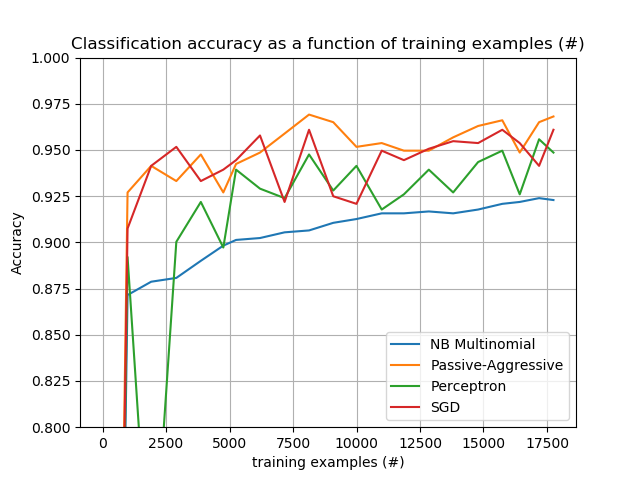 Classification accuracy as a function of training examples (#)
1.000
0.975
0.950
0.925
0.900
0.875
0.850
0.825
0.800
Accuracy
NB Multinomial
Passive-Aggressive
Perceptron
SGD
0 2500 5000 7500 10000 12500 15000 17500
training examples (#)